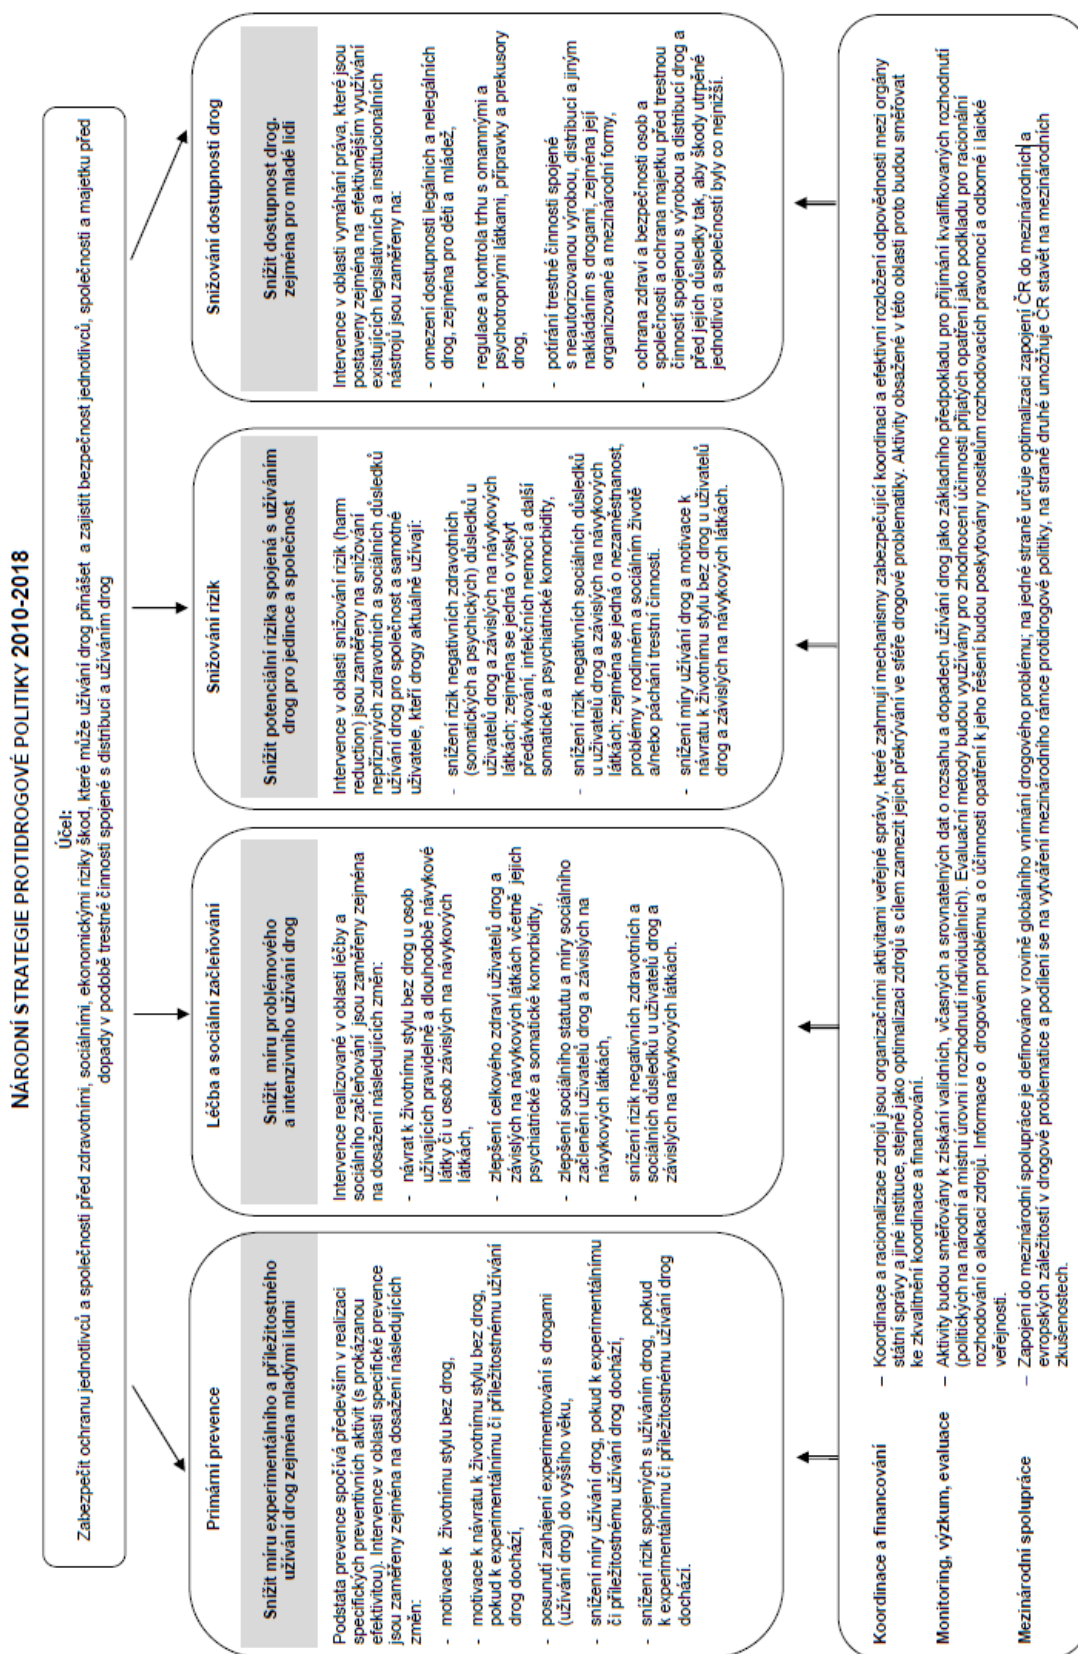 NÁRODNÍ STRATEGIE PROTIDROGOVÉ POLITIKY 2010-2018
Účel:
Zabezpečit ochranu jednotlivců a společnosti před zdravotními, sociálními, ekonomickými riziky škod, které může užívání drog přinášet a zajistit bezpečnost jednotlivců, společnosti a majetku před
dopady v podobě trestné činnosti spojené s distribucí a užíváním drog
Primární prevence
Snížit míru experimentálního a příležitostného
užívání drog zejména mladými lidmi
Podstata prevence spočívá především v realizaci
specifických preventivních aktivit (s prokázanou
efektivitou). Intervence v oblasti specifické prevence
jsou zaměřeny zejména na dosažení následujících
změn:
- motivace k životnímu stylu bez drog,
- motivace k návratu k životnímu stylu bez drog,
pokud k experimentálnímu či příležitostnému užívání
drog dochází,
- posunutí zahájení experimentování s drogami
(užívání drog) do vyššího věku,
- snížení míry užívání drog, pokud k experimentálnímu
či příležitostnému užívání drog dochází,
- snížení rizik spojených s užíváním drog, pokud
k experimentálnímu či příležitostnému užívání drog
dochází.
Léčba a sociální začleňování
Snížit míru problémového
a intenzivního užívání drog
Intervence realizované v oblasti léčby a
sociálního začleňování jsou zaměřeny zejména
na dosažení následujících změn:
- návrat k životnímu stylu bez drog u osob
užívajících pravidelně a dlouhodobě návykové
látky či u osob závislých na návykových
látkách,
- zlepšení celkového zdraví uživatelů drog a
závislých na návykových látkách včetně jejich
psychiatrické a somatické komorbidity,
- zlepšení sociálního statutu a míry sociálního
začlenění uživatelů drog a závislých na
návykových látkách,
- snížení rizik negativních zdravotních a
sociálních důsledků u uživatelů drog a
závislých na návykových látkách.
Snižování rizik
Snížit potenciální rizika spojená s užíváním
drog pro jedince a společnost
Intervence v oblasti snižování rizik (harm
reduction) jsou zaměřeny na snižování
nepříznivých zdravotních a sociálních důsledků
užívání drog pro společnost a samotné
uživatele, kteří drogy aktuálně užívají:
- snížení rizik negativních zdravotních
(somatických a psychických) důsledků u
uživatelů drog a závislých na návykových
látkách; zejména se jedná o výskyt
předávkování, infekčních nemocí a další
somatické a psychiatrické komorbidity,
- snížení rizik negativních sociálních důsledků
u uživatelů drog a závislých na návykových
látkách; zejména se jedná o nezaměstnanost,
problémy v rodinném a sociálním životě
a/nebo páchání trestní činnosti.
- snížení míry užívání drog a motivace k
návratu k životnímu stylu bez drog u uživatelů
drog a závislých na návykových látkách.
Snižování dostupnosti drog
Snížit dostupnost drog.
zejména pro mladé lidi
Intervence v oblasti vymáhání práva, které jsou
postaveny zejména na efektivnějším využívání
existujících legislativních a institucionálních
nástrojů jsou zaměřeny na:
- omezení dostupnosti legálních a nelegálních
drog, zejména pro děti a mládež,
- regulace a kontrola trhu s omamnými a
psychotropnými látkami, přípravky a prekusory
drog,
- potírání trestné činnosti spojené
s neautorizovanou výrobou, distribucí a jiným
nakládáním s drogami, zejména její
organizované a mezinárodní formy,
- ochrana zdraví a bezpečnosti osob a
společnosti a ochrana majetku před trestnou
činností spojenou s výrobou a distribucí drog a
před jejich důsledky tak, aby škody utrpěné
jednotlivci a společností byly co nejnižší.
Koordinace a financování
– Koordinace a racionalizace zdrojů jsou organizačními aktivitami veřejné správy, které zahrnují mechanismy zabezpečující koordinaci a efektivní rozložení odpovědnosti mezi orgány
státní správy a jiné instituce, stejně jako optimalizaci zdrojů s cílem zamezit jejich překrývání ve sféře drogové problematiky. Aktivity obsažené v této oblasti proto budou směřovat
ke zkvalitnění koordinace a financování.
Monitoring, výzkum, evaluace
– Aktivity budou směřovány k získání validních, včasných a srovnatelných dat o rozsahu a dopadech užívání drog jako základního předpokladu pro přijímání kvalifikovaných rozhodnutí
(politických na národní a místní úrovni i rozhodnutí individuálních). Evaluační metody budou využívány pro zhodnocení účinnosti přijatých opatření jako podkladu pro racionální
rozhodování o alokaci zdrojů. Informace o drogovém problému a o účinnosti opatření k jeho řešení budou poskytovány nositelům rozhodovacích pravomocí a odborné i laické
veřejnosti.
Mezinárodní spolupráce
– Zapojení do mezinárodní spolupráce je definováno v rovině globálního vnímání drogového problému; na jedné straně určuje optimalizaci zapojení ČR do mezinárodních a
evropských záležitostí v drogové problematice a podílení se na vytváření mezinárodního rámce protidrogové politiky, na straně druhé umožňuje ČR stavět na mezinárodních
zkušenostech.